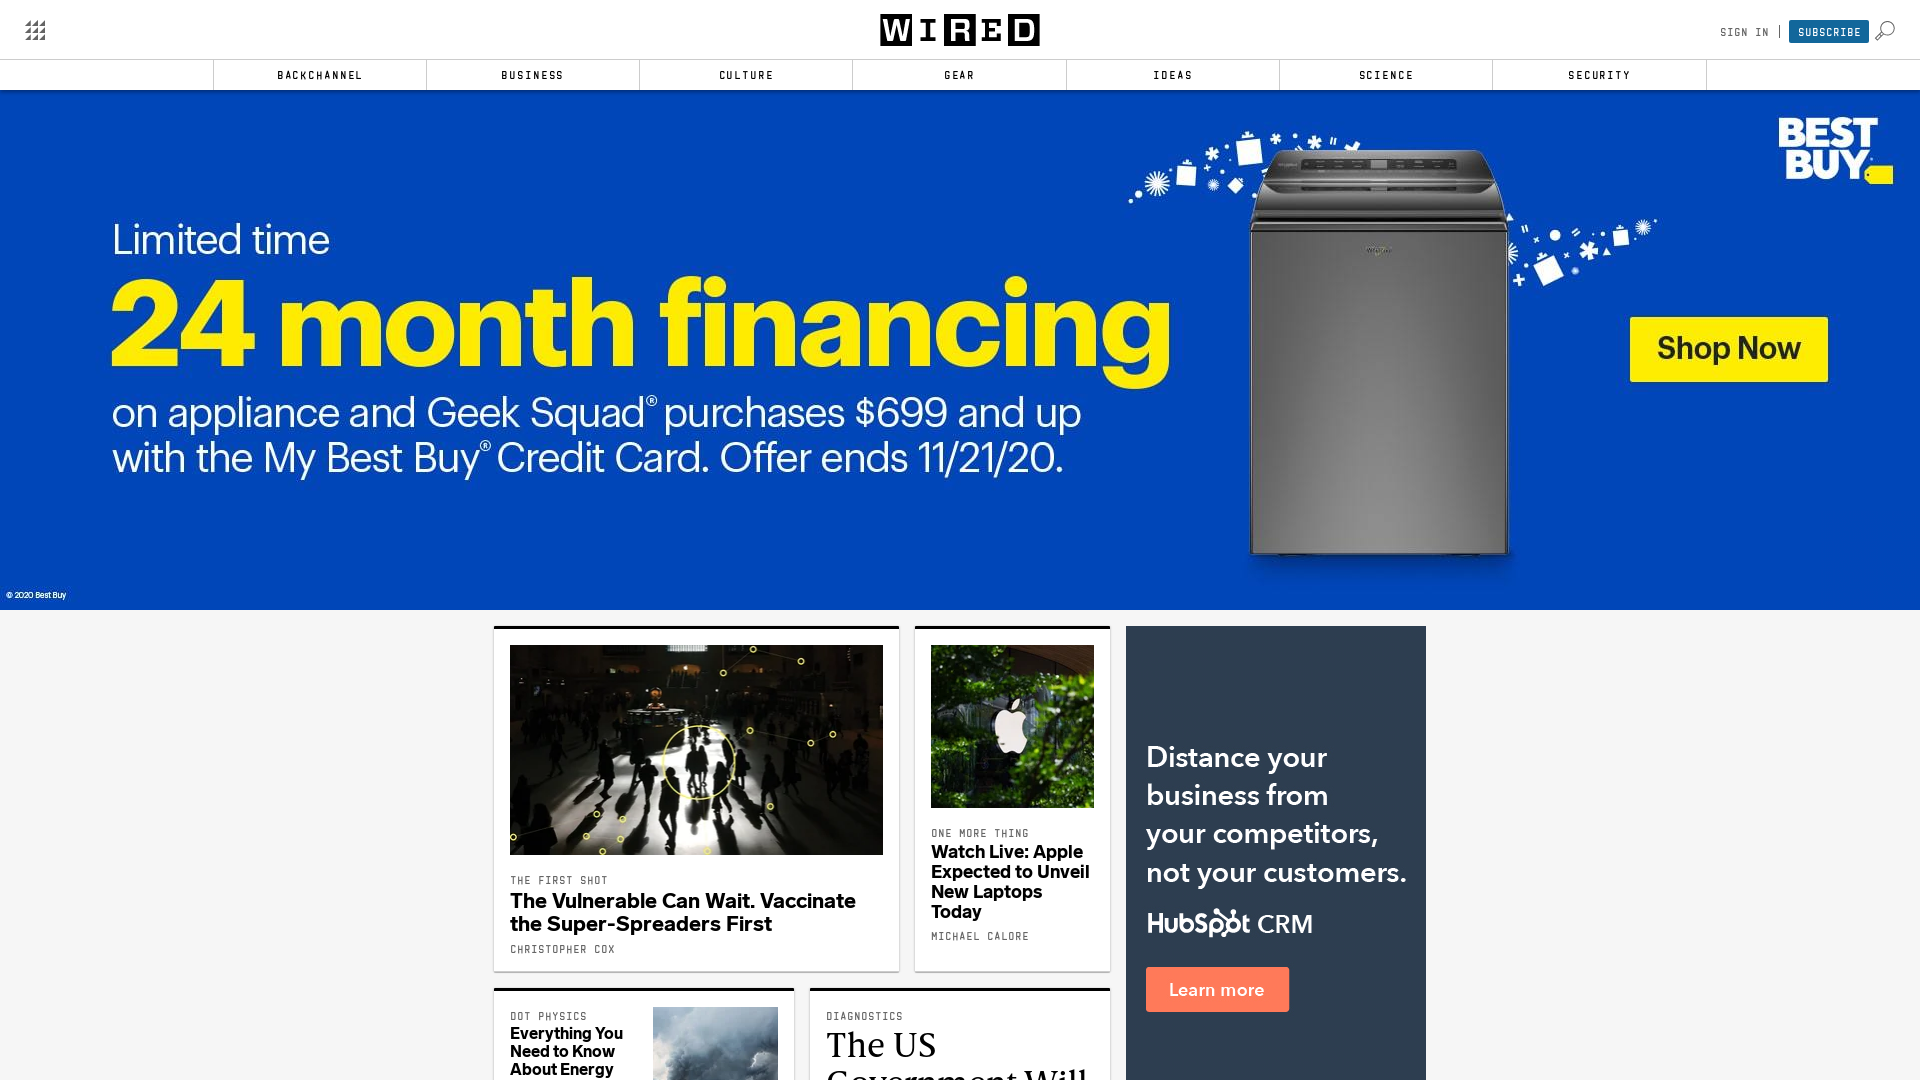 WIRED
SIGN IN
SUBSCRIBE
BACKCHANNEL
BUSINESS
CULTURE
GEAR
IDEAS
SCIENCE
SECURITY
BEST
BUY
Limited time
24 month financing
on appliance and Geek Squad® purchases $699 and up
with the My Best Buy® Credit Card. Offer ends 11/21/20.
Shop Now
© 2020 Best Buy
THE FIRST SHOT
The Vulnerable Can Wait. Vaccinate
the Super-Spreaders First
CHRISTOPHER COX
ONE MORE THING
Watch Live: Apple
Expected to Unveil
New Laptops
Today
MICHAEL CALORE
Distance your
business from
your competitors,
not your customers.
HubSpot CRM
Learn more
DOT PHYSICS
Everything You
Need to Know
About Energy
DIAGNOSTICS
The US
Government Will